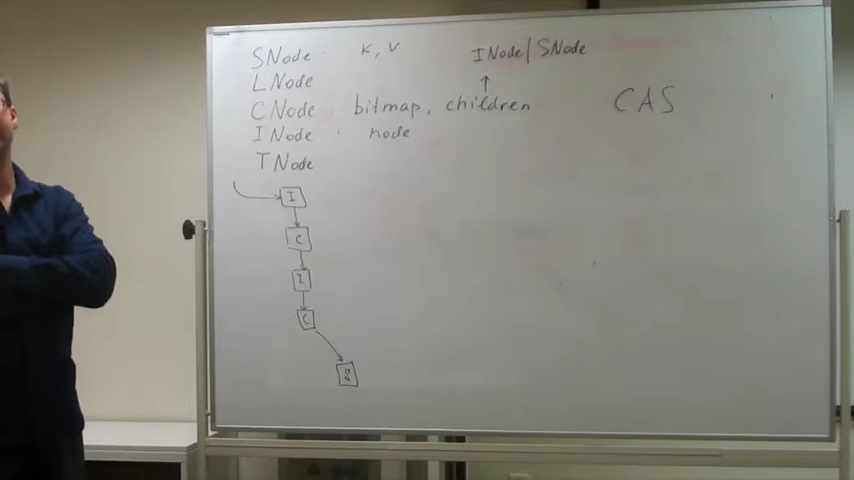 SNode : K, V INode/SNode
LNode
CNode : bitmap, children CAS
INode : node
TNode
I
C
I
C
S